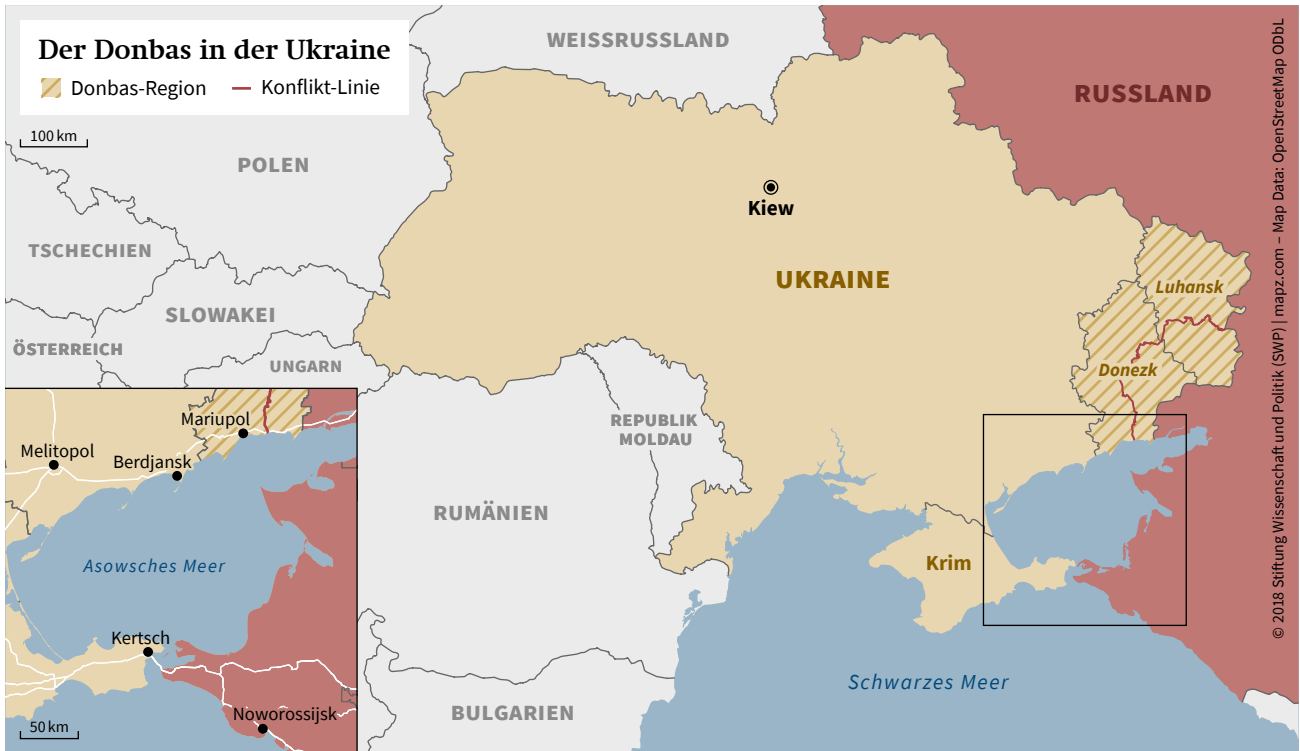 Der Donbas in der Ukraine
Donbas-Region
Konflikt-Linie
100 km
WEISSRUSSLAND
RUSSLAND
POLEN
Kiew
TSCHECHIEN
UKRAINE
Luhansk
SLOWAKEI
ÖSTERREICH
UNGARN
Donezk
REPUBLIK
MOLDAU
RUMÄNIEN
Krim
Schwarzes Meer
BULGARIEN
Mariupol
Melitopol
Berdjansk
Asowsches Meer
Kertsch
Noworossijsk
50 km
© 2018 Stiftung Wissenschaft und Politik (SWP) | mapz.com – Map Data: OpenStreetMap ODbL